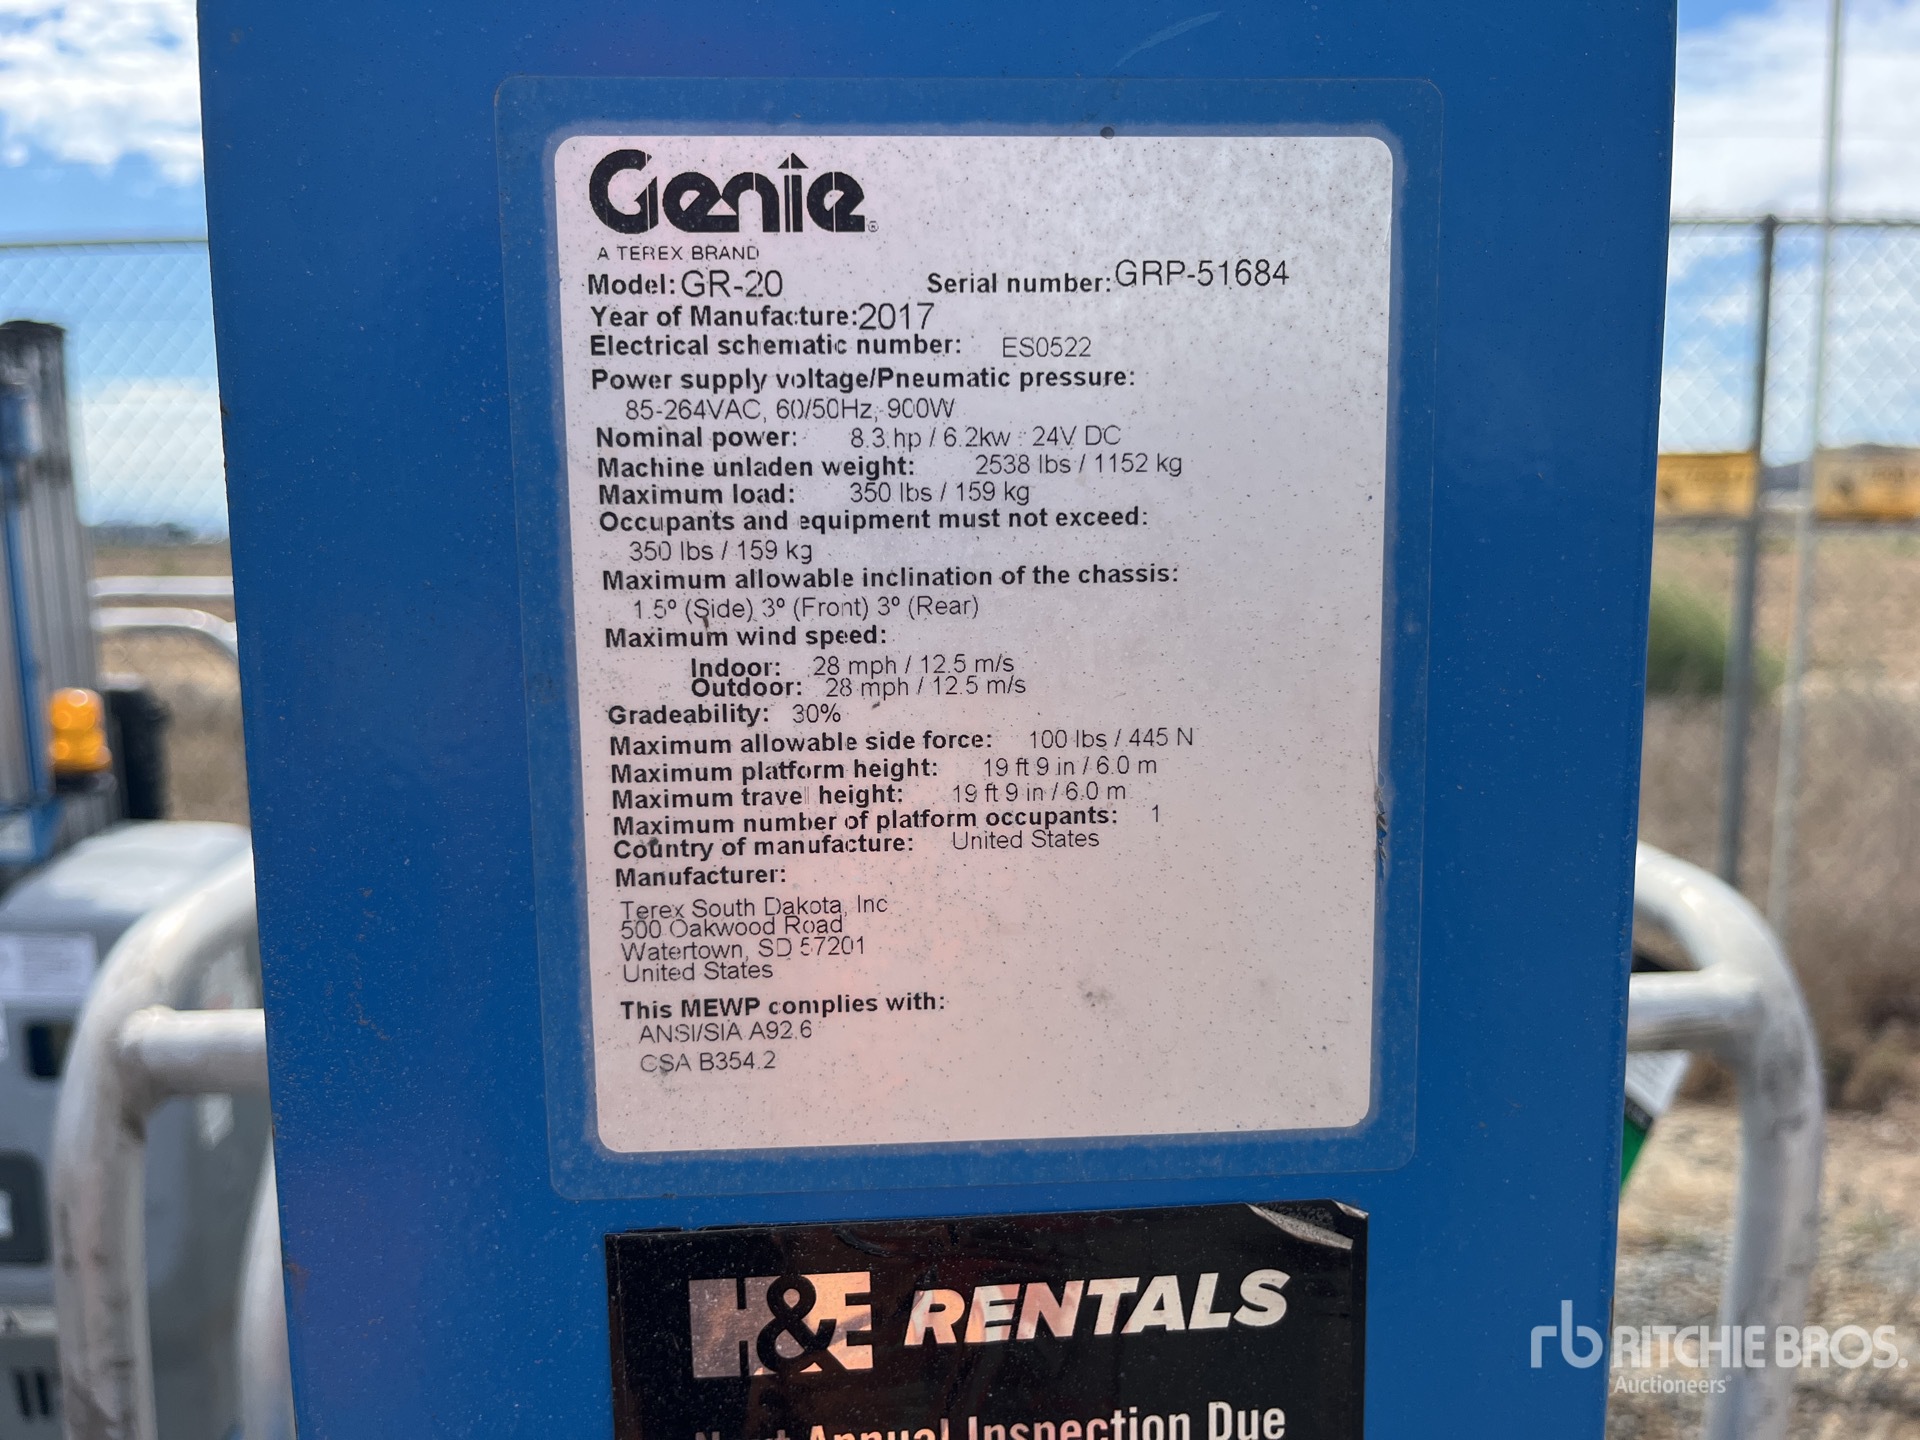 Genie®
A TEREX BRAND
Model: GR-20 Serial number: GRP-51684
Year of Manufacture: 2017
Electrical schematic number: ES0522
Power supply voltage/Pneumatic pressure:
85-264VAC, 60/50Hz, 900W
Nominal power: 8.3 hp / 6.2kw : 24V DC
Machine unladen weight: 2538 lbs / 1152 kg
Maximum load: 350 lbs / 159 kg
Occupants and equipment must not exceed:
350 lbs / 159 kg
Maximum allowable inclination of the chassis:
1.5º (Side) 3º (Front) 3º (Rear)
Maximum wind speed:
Indoor: 28 mph / 12.5 m/s
Outdoor: 28 mph / 12.5 m/s
Gradeability: 30%
Maximum allowable side force: 100 lbs / 445 N
Maximum platform height: 19 ft 9 in / 6.0 m
Maximum travel height: 19 ft 9 in / 6.0 m
Maximum number of platform occupants: 1
Country of manufacture: United States
Manufacturer:
Terex South Dakota, Inc
500 Oakwood Road
Watertown, SD 57201
United States
This MEWP complies with:
ANSI/SIA A92.6
CSA B354.2
H&E RENTALS
Next Annual Inspection Due
rb RITCHIE BROS.
Auctioneers